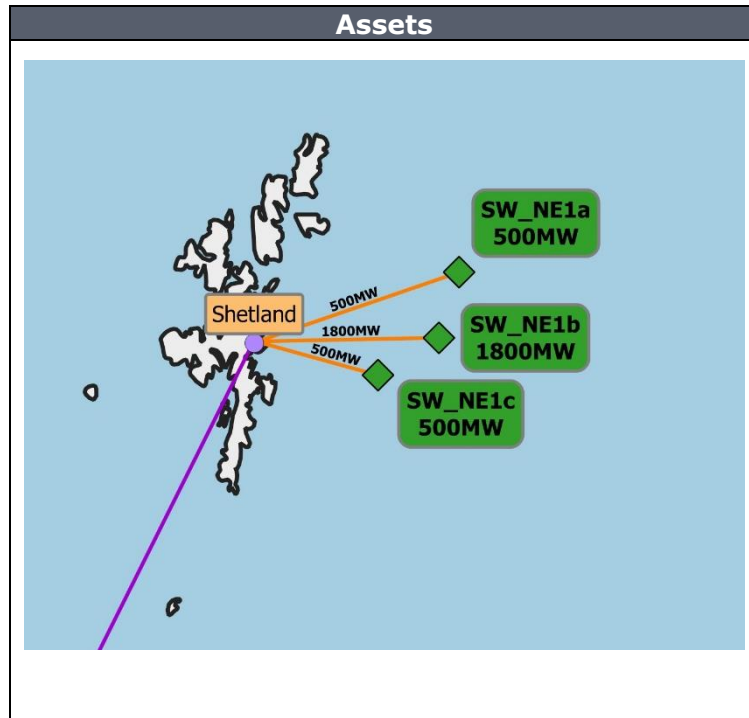 Assets
SW_NE1a
500MW
500MW
Shetland
1800MW
SW_NE1b
1800MW
500MW
SW_NE1c
500MW